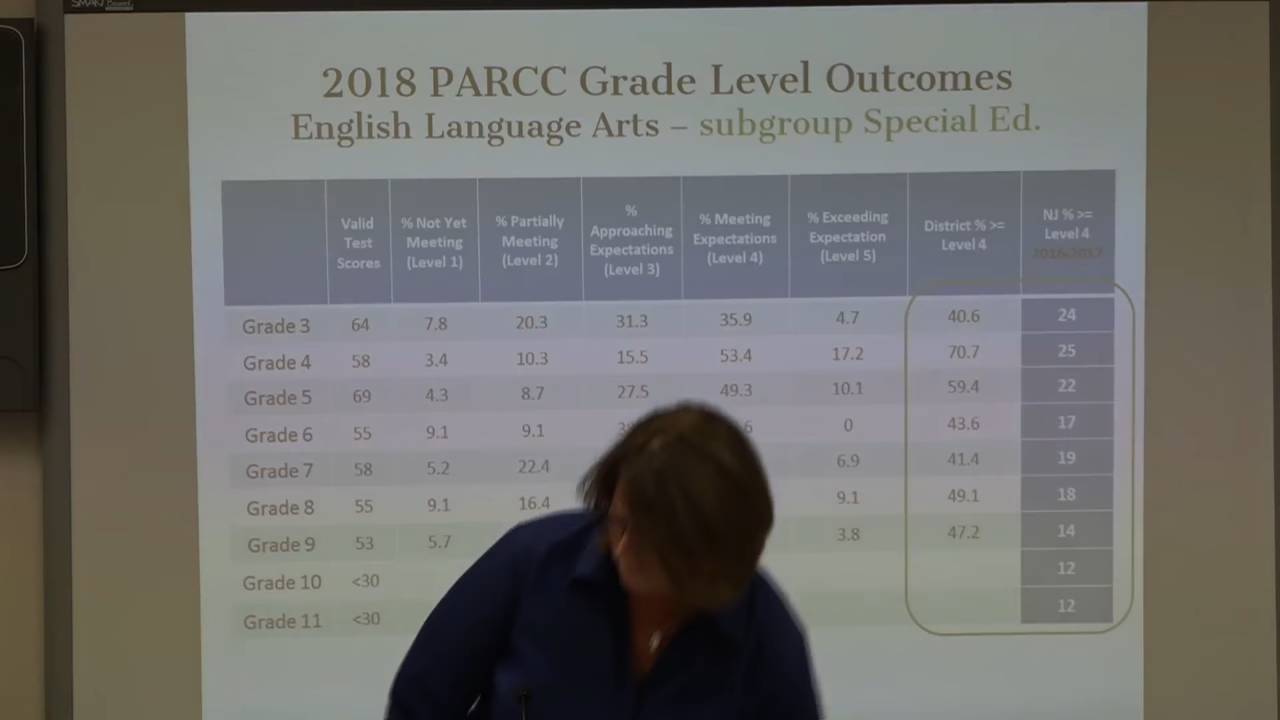 SMART Board
2018 PARCC Grade Level Outcomes
English Language Arts – subgroup Special Ed.
Valid Test Scores % Not Yet Meeting (Level 1) % Partially Meeting (Level 2) % Approaching Expectations (Level 3) % Meeting Expectations (Level 4) % Exceeding Expectation (Level 5) District % >= Level 4 NJ % >= Level 4 2016-2017
Grade 3 64 7.8 20.3 31.3 35.9 4.7 40.6 24
Grade 4 58 3.4 10.3 15.5 53.4 17.2 70.7 25
Grade 5 69 4.3 8.7 27.5 49.3 10.1 59.4 22
Grade 6 55 9.1 9.1 0 43.6 17
Grade 7 58 5.2 22.4 6.9 41.4 19
Grade 8 55 9.1 16.4 9.1 49.1 18
Grade 9 53 5.7 3.8 47.2 14
Grade 10 <30 12
Grade 11 <30 12